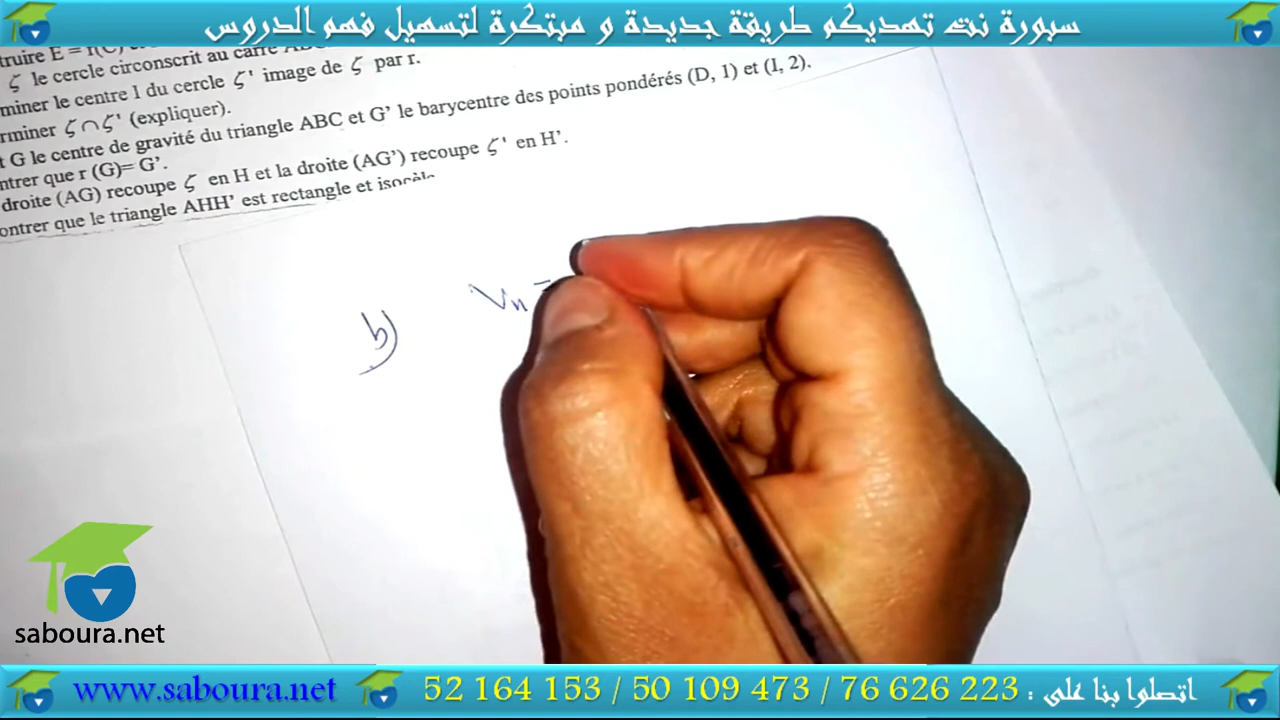 سبورة نت تهديكم طريقة جديدة و مبتكرة لتسهيل فهم الدروس
truire E =
ζ le cercle circonscrit au carré
miner le centre I du cercle ζ' image de ζ par r.
rminer ζ∩ζ' (expliquer).
t G le centre de gravité du triangle ABC et G' le barycentre des points pondérés (D, 1) et (I, 2).
ntrer que r (G)= G'.
droite (AG) recoupe ζ en H et la droite (AG') recoupe ζ' en H'.
ontrer que le triangle AHH' est rectangle et isocèle
b) Vn =
saboura.net
www.saboura.net 52 164 153 / 50 109 473 / 76 626 223 : اتصلوا بنا على